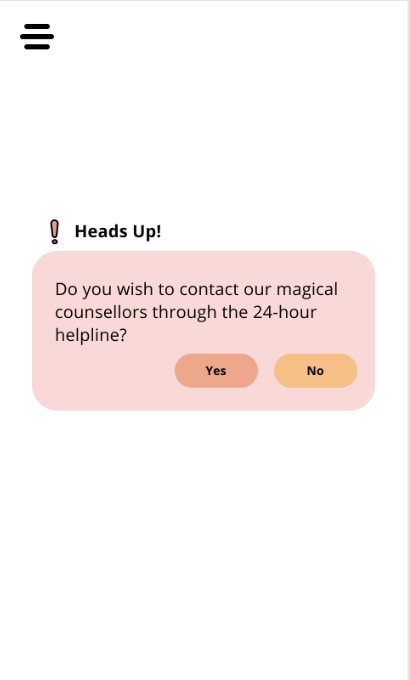 Heads Up!
Do you wish to contact our magical
counsellors through the 24-hour
helpline?
Yes
No